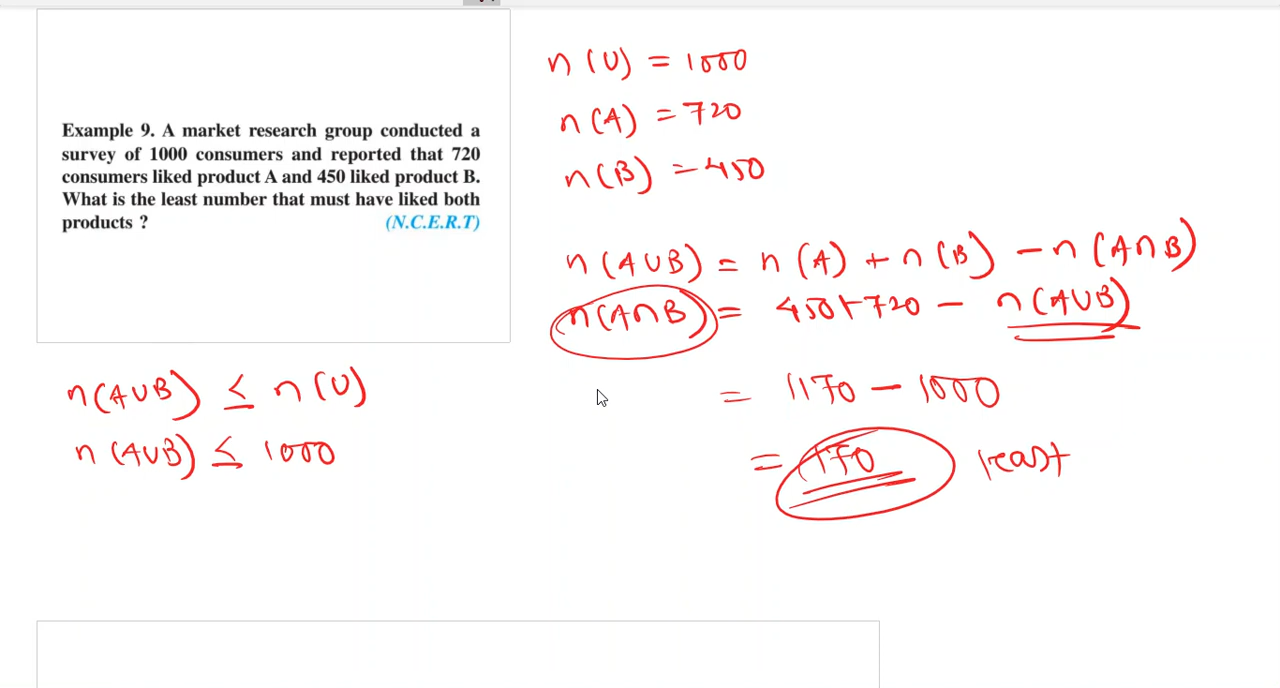 Example 9. A market research group conducted a
survey of 1000 consumers and reported that 720
consumers liked product A and 450 liked product B.
What is the least number that must have liked both
products ? (N.C.E.R.T)
n (U) = 1000
n (A) = 720
n (B) = 450
n (A ∪ B) = n (A) + n (B) - n (A ∩ B)
n (A ∩ B) = 450 + 720 - n (A ∪ B)
= 1170 - 1000
= 170 least
n (A ∪ B) ≤ n (U)
n (A ∪ B) ≤ 1000